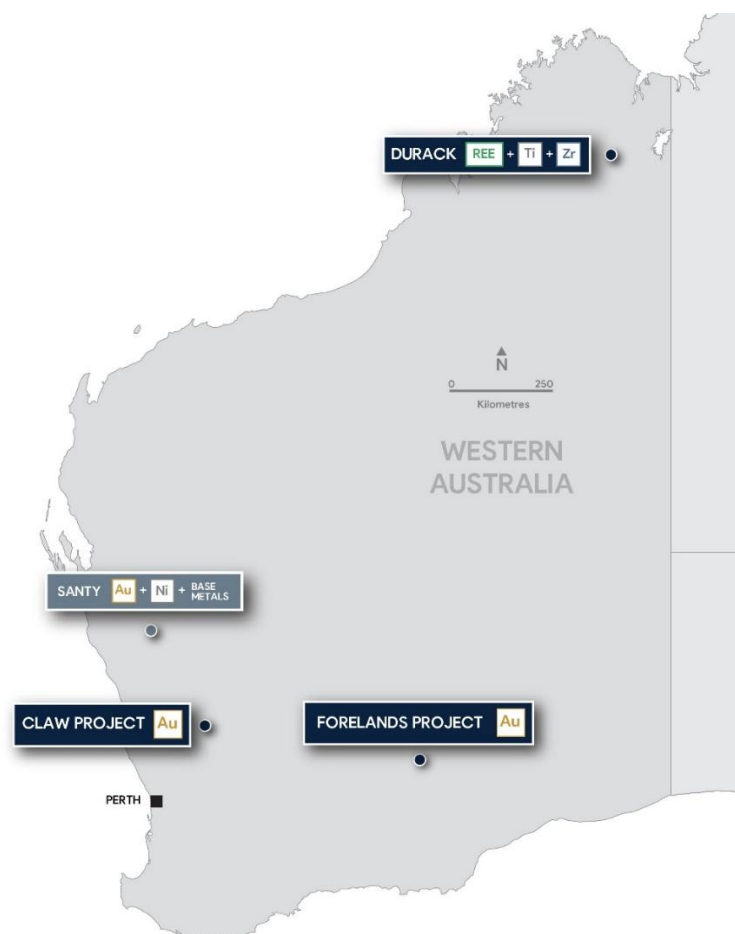 DURACK REE + Ti + Zr
N
0 250
Kilometres
WESTERN
AUSTRALIA
SANTY Au + Ni + BASE
METALS
CLAW PROJECT Au
FORELANDS PROJECT Au
PERTH